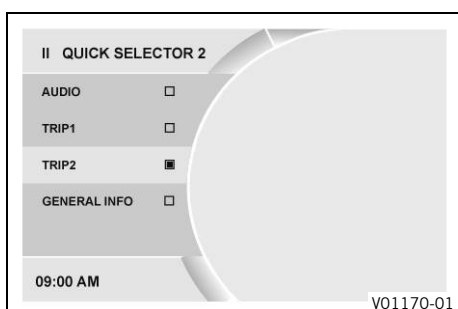 II QUICK SELECTOR 2
AUDIO
TRIP1
TRIP2
GENERAL INFO
09:00 AM
V01170-01